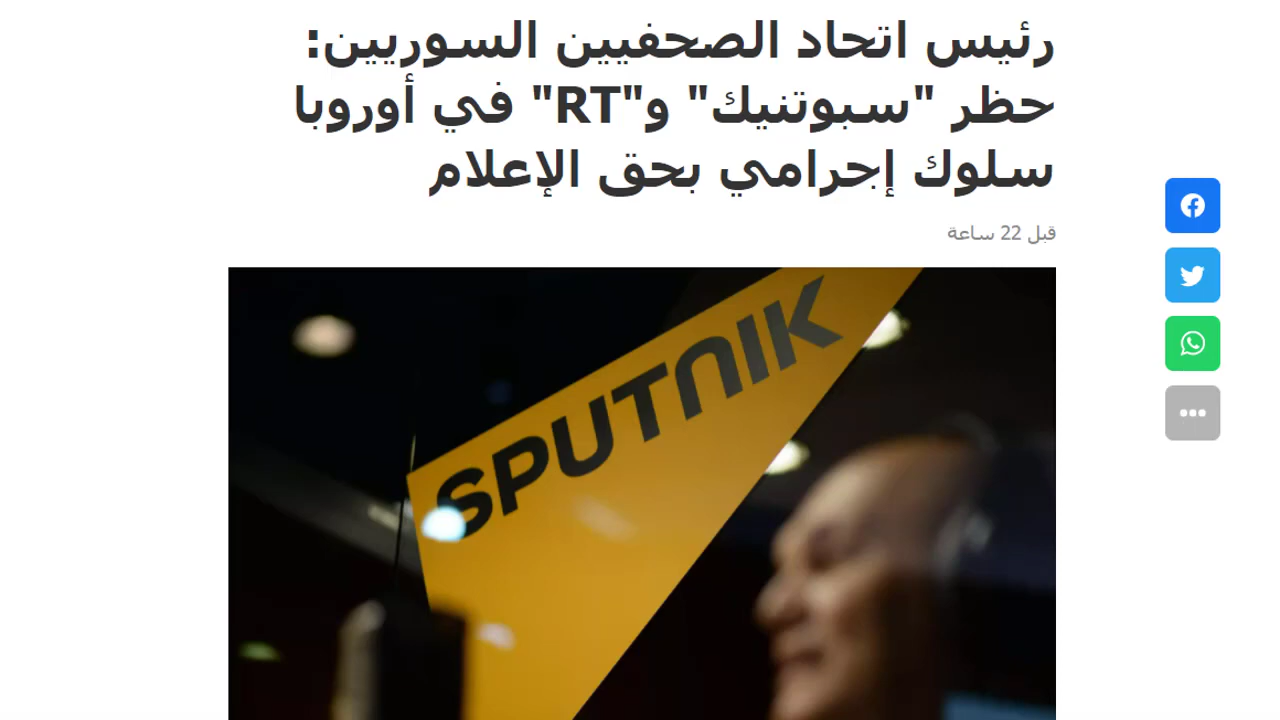 رئيس اتحاد الصحفيين السوريين:
حظر "سبوتنيك" و"RT" في أوروبا
سلوك إجرامي بحق الإعلام
قبل 22 ساعة
SPUTNIK